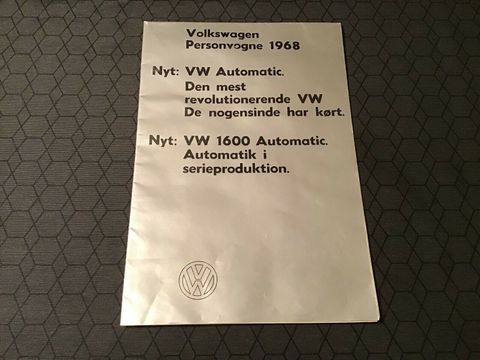 Volkswagen
Personvogne 1968
Nyt: VW Automatic.
Den mest
revolutionerende VW
De nogensinde har kørt.
Nyt: VW 1600 Automatic.
Automatik i
serieproduktion.
VW